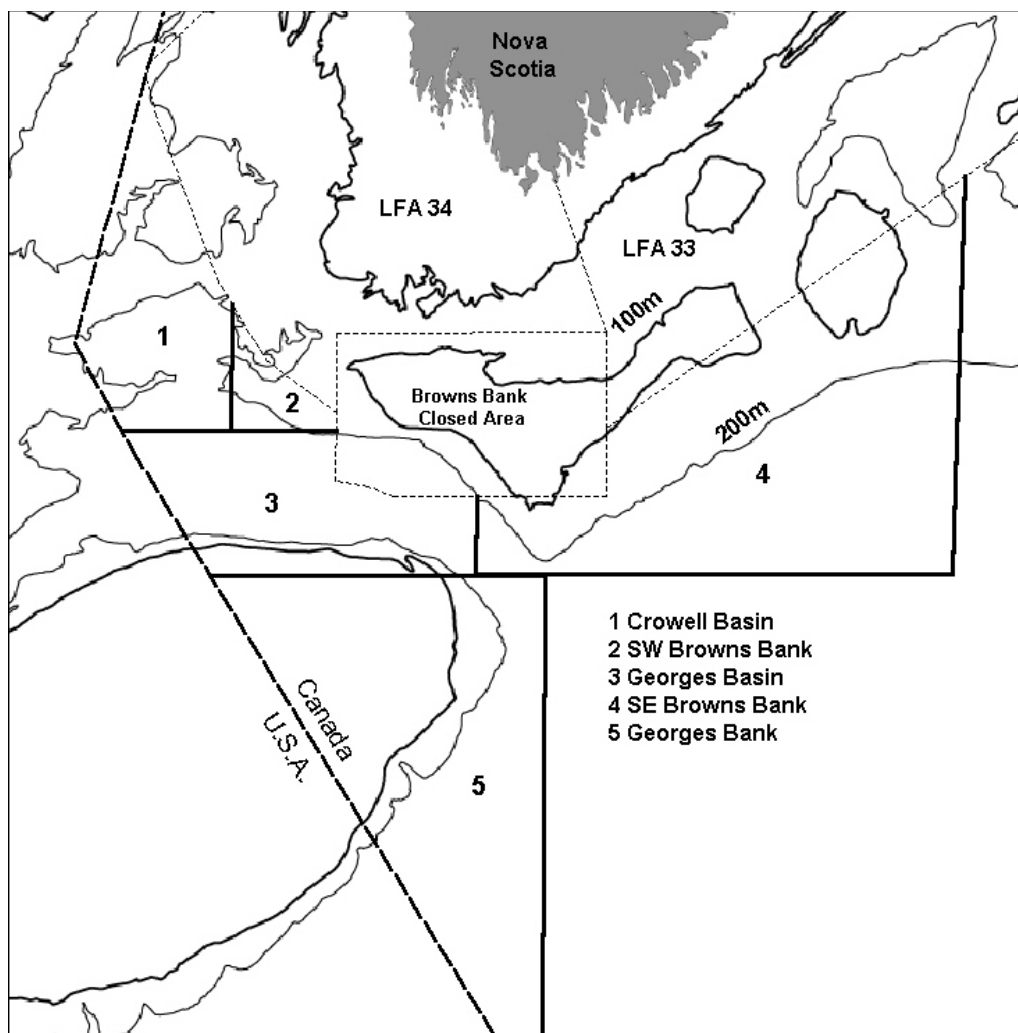 Nova
Scotia
LFA 34
LFA 33
100m
1
Browns Bank
Closed Area
2
200m
4
3
1 Crowell Basin
2 SW Browns Bank
3 Georges Basin
4 SE Browns Bank
5 Georges Bank
Canada
U.S.A.
5